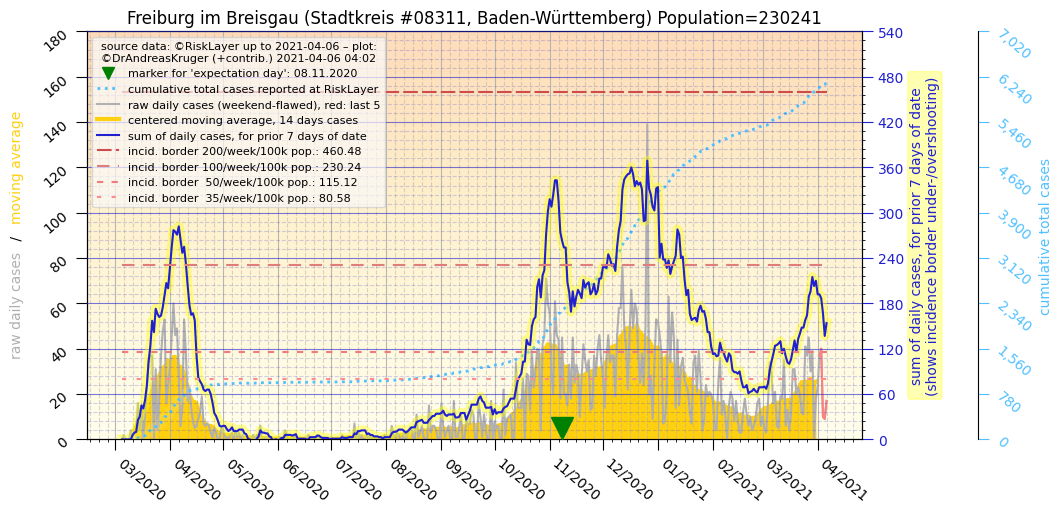 Freiburg im Breisgau (Stadtkreis #08311, Baden-Württemberg) Population=230241
source data: ©RiskLayer up to 2021-04-06 – plot:
©DrAndreasKruger (+contrib.) 2021-04-06 04:02
marker for 'expectation day': 08.11.2020
cumulative total cases reported at RiskLayer
raw daily cases (weekend-flawed), red: last 5
centered moving average, 14 days cases
sum of daily cases, for prior 7 days of date
incid. border 200/week/100k pop.: 460.48
incid. border 100/week/100k pop.: 230.24
incid. border  50/week/100k pop.: 115.12
incid. border  35/week/100k pop.: 80.58
raw daily cases / moving average
180
160
140
120
100
80
60
40
20
0
03/2020
04/2020
05/2020
06/2020
07/2020
08/2020
09/2020
10/2020
11/2020
12/2020
01/2021
02/2021
03/2021
04/2021
540
480
420
360
300
240
180
120
60
0
sum of daily cases, for prior 7 days of date
(shows incidence border under-/overshooting)
7,020
6,240
5,460
4,680
3,900
3,120
2,340
1,560
780
0
cumulative total cases